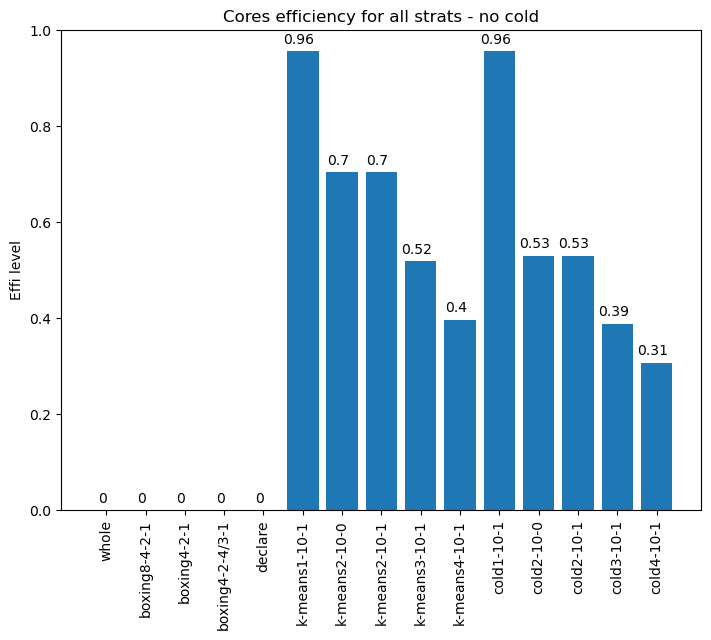 Cores efficiency for all strats - no cold
Effi level
1.0
0.8
0.6
0.4
0.2
0.0
0
0
0
0
0
0.96
0.7
0.7
0.52
0.4
0.96
0.53
0.53
0.39
0.31
whole
boxing8-4-2-1
boxing4-2-1
boxing4-2-4/3-1
declare
k-means1-10-1
k-means2-10-0
k-means2-10-1
k-means3-10-1
k-means4-10-1
cold1-10-1
cold2-10-0
cold2-10-1
cold3-10-1
cold4-10-1